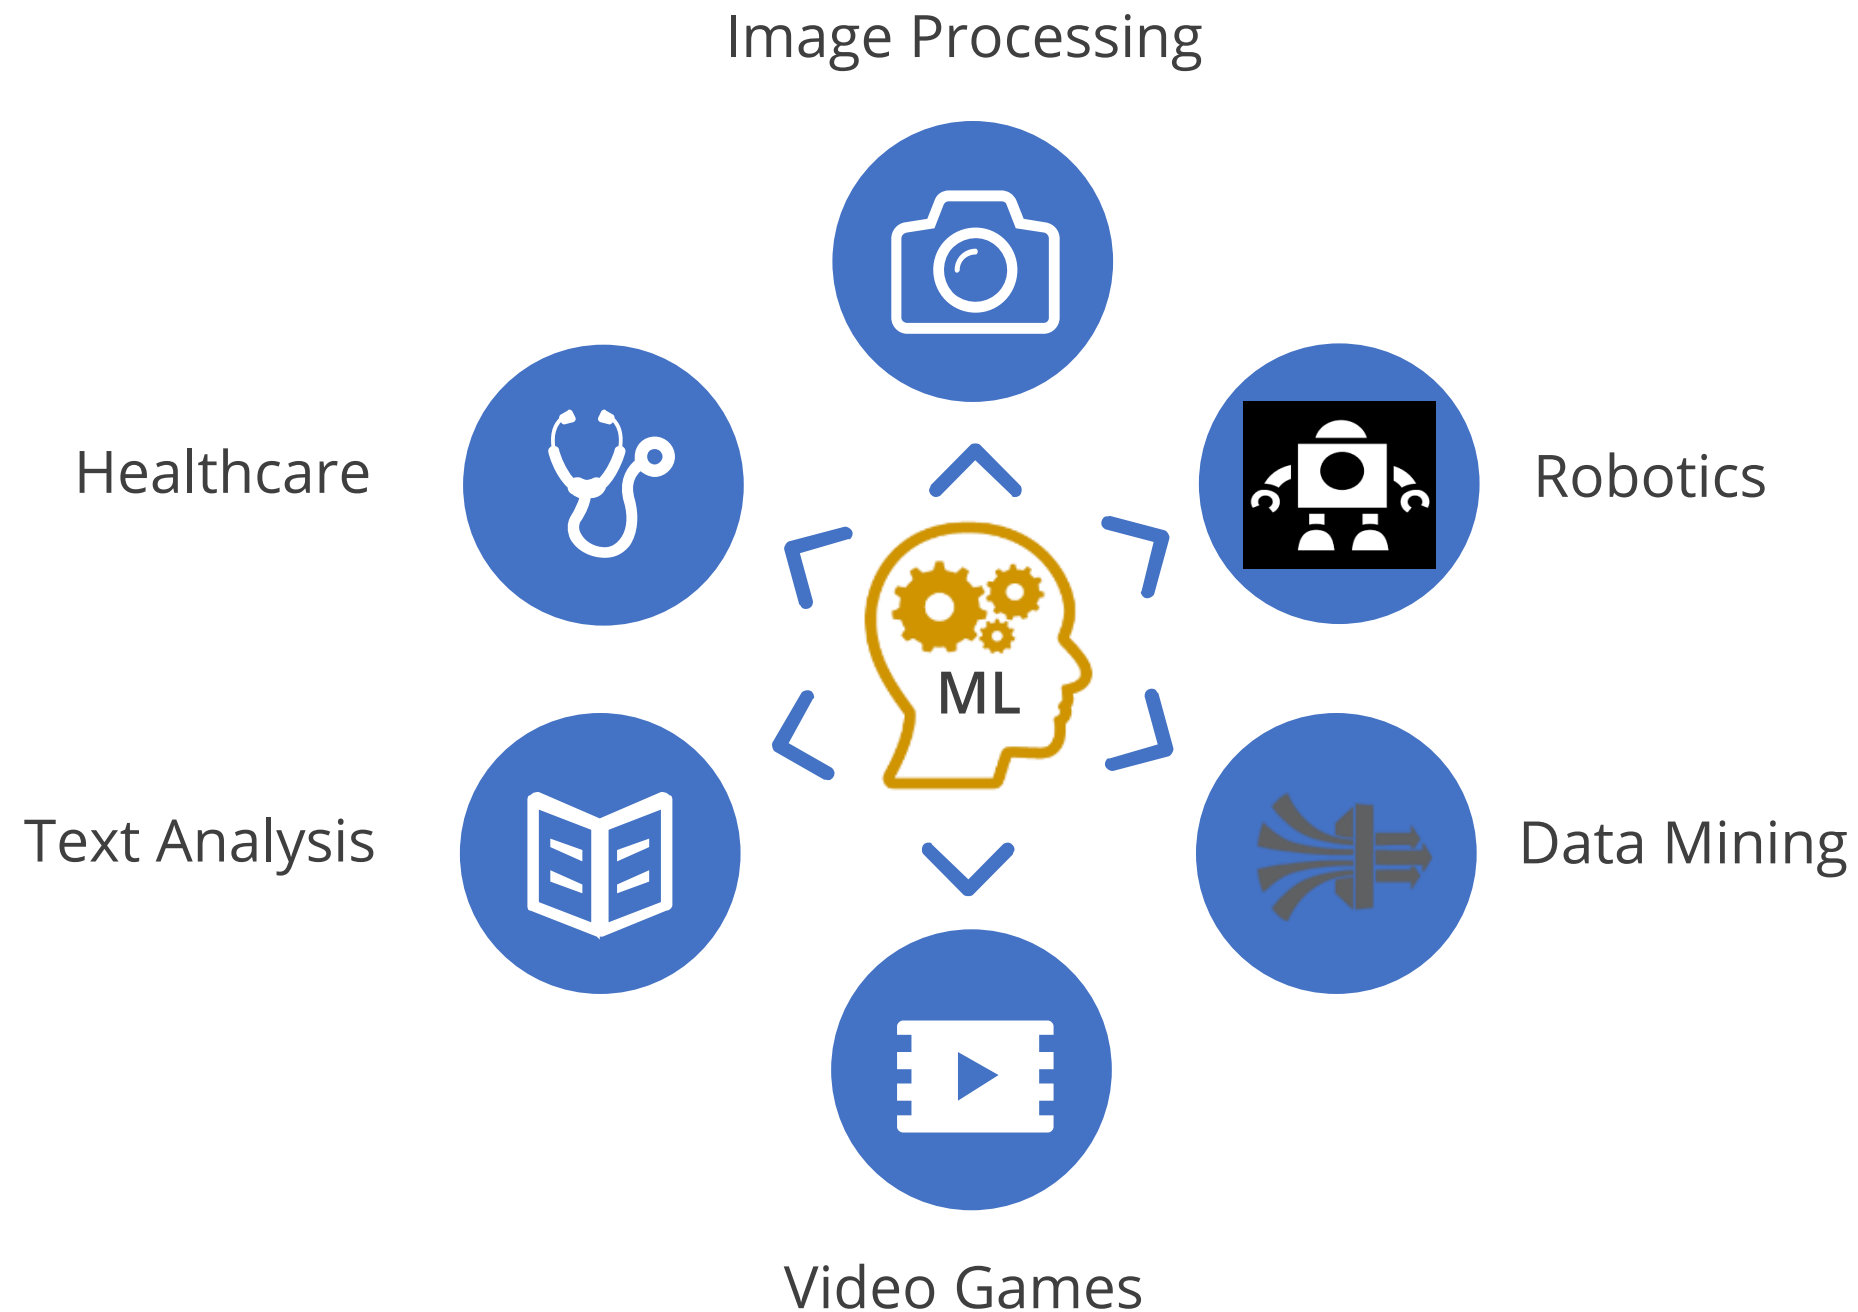 Image Processing
Healthcare
Robotics
ML
Text Analysis
Data Mining
Video Games